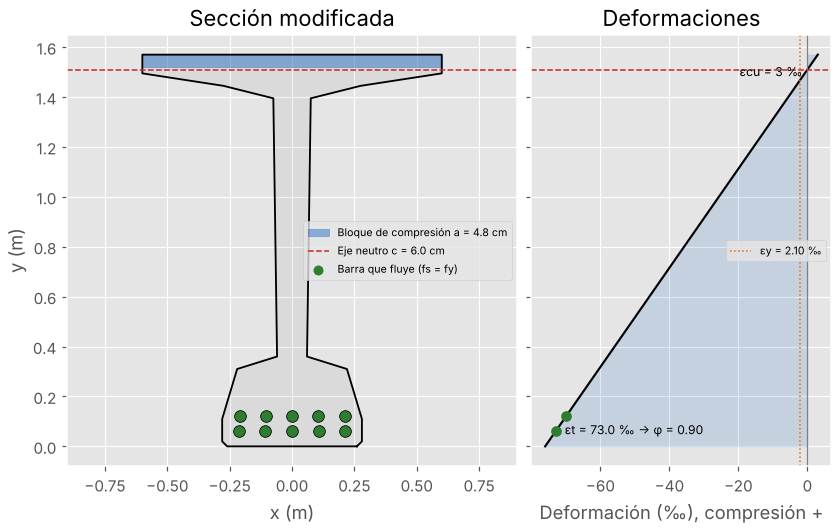 Sección modificada
Deformaciones
1.6
1.4
1.2
1.0
0.8
0.6
0.4
0.2
0.0
y (m)
Bloque de compresión a = 4.8 cm
Eje neutro c = 6.0 cm
Barra que fluye (fs = fy)
−0.75
−0.50
−0.25
0.00
0.25
0.50
0.75
x (m)
εcu = 3 ‰
εy = 2.10 ‰
εt = 73.0 ‰ → φ = 0.90
−60
−40
−20
0
Deformación (‰), compresión +